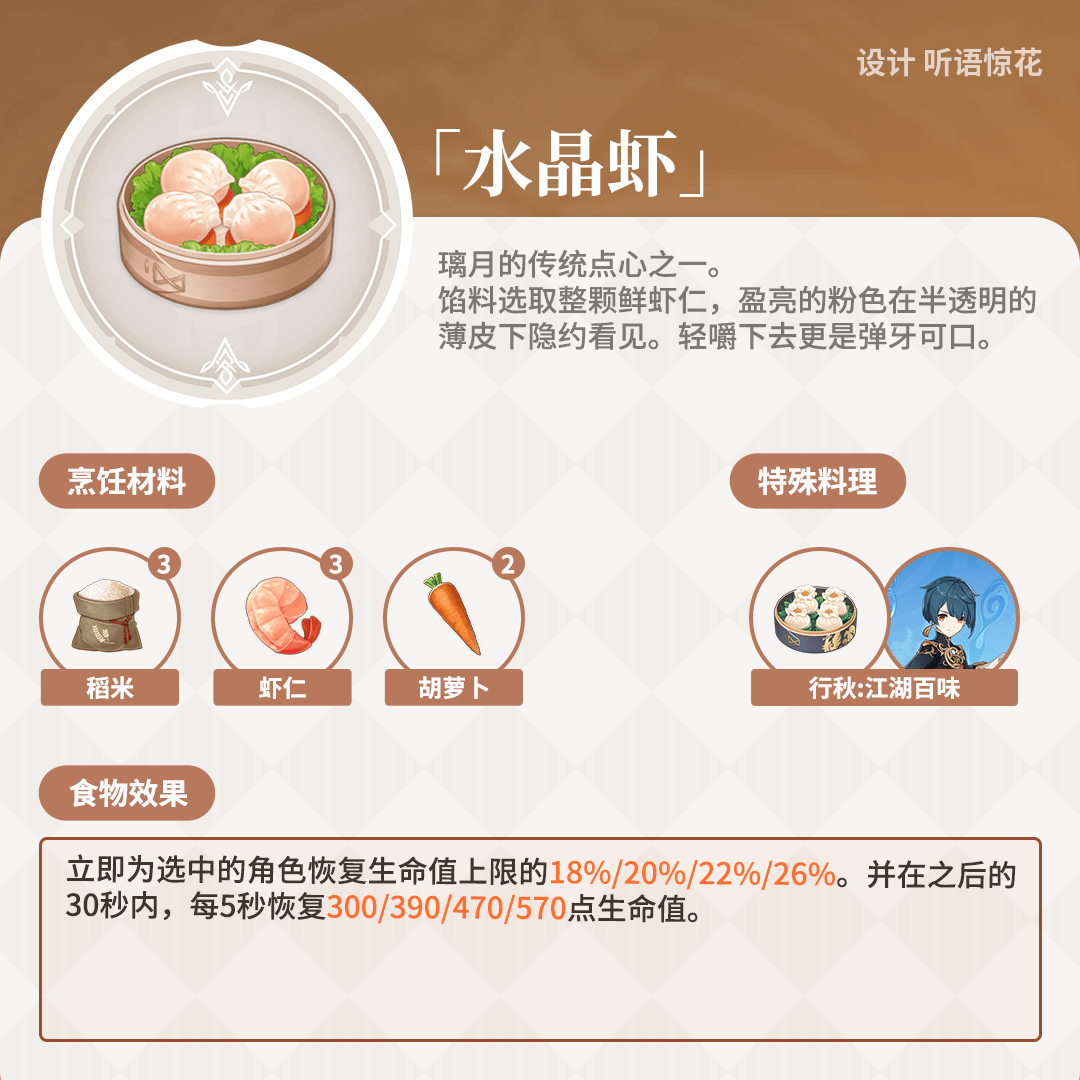 设计 听语惊花
「水晶虾」
璃月的传统点心之一。
馅料选取整颗鲜虾仁，盈亮的粉色在半透明的
薄皮下隐约看见。轻嚼下去更是弹牙可口。
烹饪材料
特殊料理
3
3
2
稻米
虾仁
胡萝卜
行秋:江湖百味
食物效果
立即为选中的角色恢复生命值上限的18%/20%/22%/26%。并在之后的
30秒内，每5秒恢复300/390/470/570点生命值。